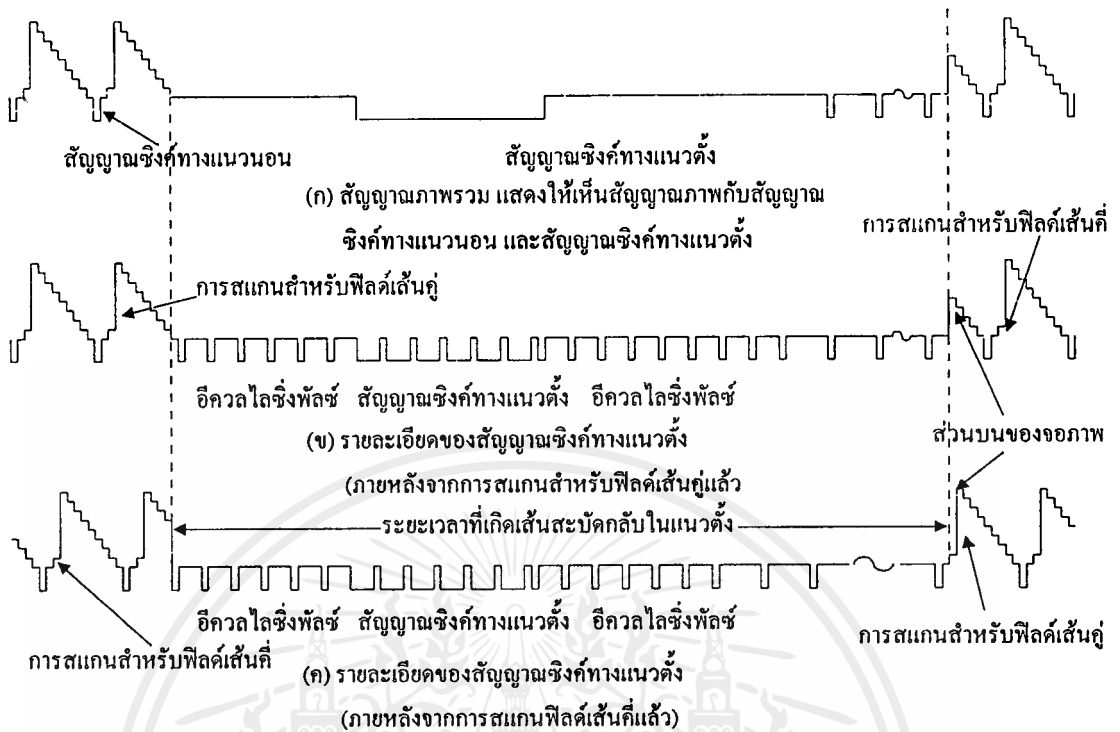 สัญญาณซิงค์ทางแนวนอน
สัญญาณซิงค์ทางแนวตั้ง
(ก) สัญญาณภาพรวม แสดงให้เห็นสัญญาณภาพกับสัญญาณ
ซิงค์ทางแนวนอน และสัญญาณซิงค์ทางแนวตั้ง
การสแกนสำหรับฟิลด์เส้นคี่
การสแกนสำหรับฟิลด์เส้นคู่
อีควลไลซิ่งพัลซ์ สัญญาณซิงค์ทางแนวตั้ง อีควลไลซิ่งพัลซ์
(ข) รายละเอียดของสัญญาณซิงค์ทางแนวตั้ง
ส่วนบนของจอภาพ
(ภายหลังจากการสแกนสำหรับฟิลด์เส้นคู่แล้ว
ระยะเวลาที่เกิดเส้นสะบัดกลับในแนวตั้ง
อีควลไลซิ่งพัลซ์ สัญญาณซิงค์ทางแนวตั้ง อีควลไลซิ่งพัลซ์
การสแกนสำหรับฟิลด์เส้นคู่
การสแกนสำหรับฟิลด์เส้นคี่
(ค) รายละเอียดของสัญญาณซิงค์ทางแนวตั้ง
(ภายหลังจากการสแกนฟิลด์เส้นคี่แล้ว)